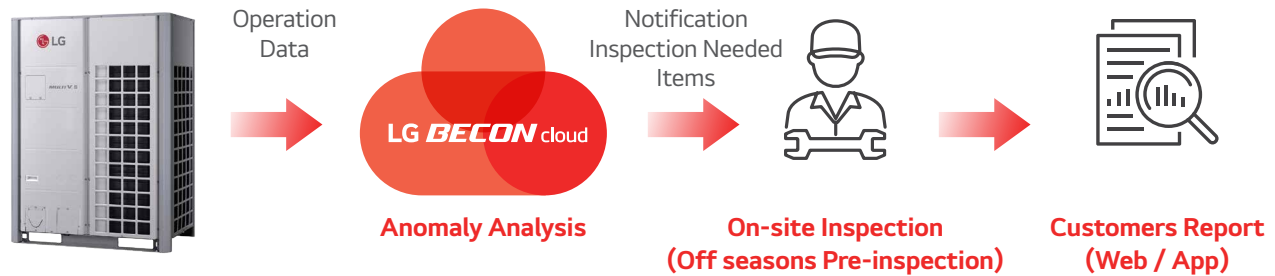 LG
Operation
Data
LG BECON cloud
Anomaly Analysis
Notification
Inspection Needed
Items
On-site Inspection
(Off seasons Pre-inspection)
Customers Report
(Web / App)